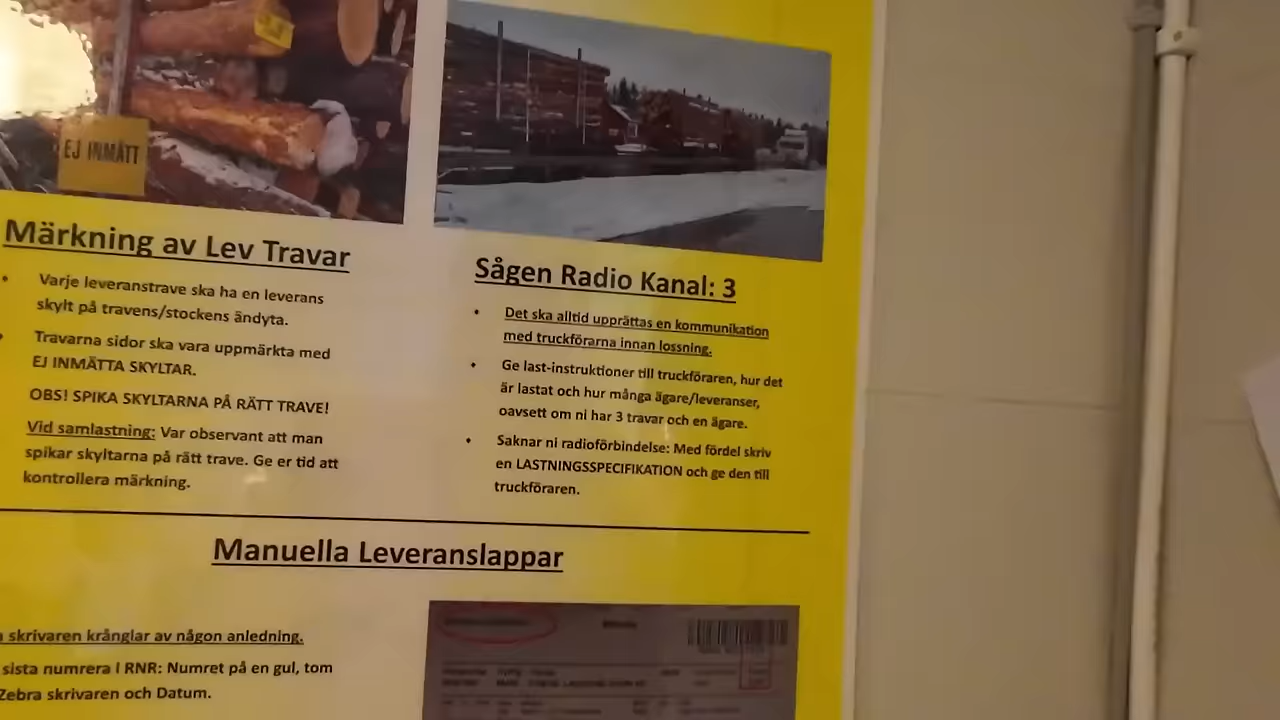 EJ INMÄTT
Märkning av Lev Travar
Varje leveranstrave ska ha en leverans
skylt på travens/stockens ändyta.
Travarna sidor ska vara uppmärkta med
EJ INMÄTTA SKYLTAR.
OBS! SPIKA SKYLTARNA PÅ RÄTT TRAVE!
Vid samlastning: Var observant att man
spikar skyltarna på rätt trave. Ge er tid att
kontrollera märkning.
Sågen Radio Kanal: 3
Det ska alltid upprättas en kommunikation
med truckförarna innan lossning.
Ge last-instruktioner till truckföraren, hur det
är lastat och hur många ägare/leveranser,
oavsett om ni har 3 travar och en ägare.
Saknar ni radioförbindelse: Med fördel skriv
en LASTNINGSSPECIFIKATION och ge den till
truckföraren.
Manuella Leveranslappar
skrivaren krånglar av någon anledning.
sista numrera I RNR: Numret på en gul, tom
Zebra skrivaren och Datum.